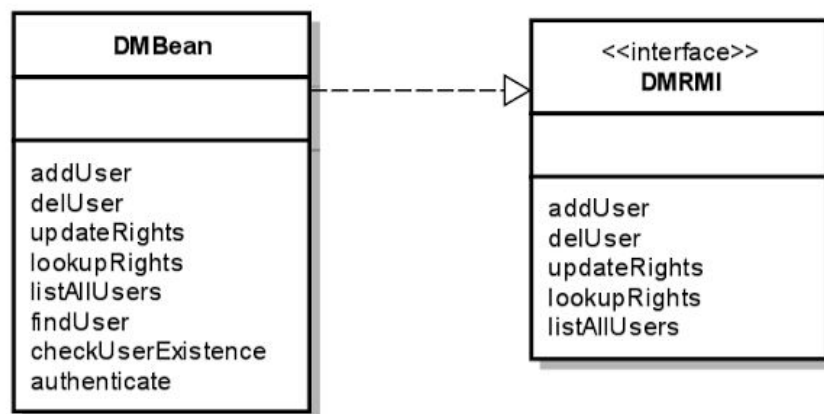 DMBean
addUser
delUser
updateRights
lookupRights
listAllUsers
findUser
checkUserExistence
authenticate
<<interface>>
DMRMI
addUser
delUser
updateRights
lookupRights
listAllUsers